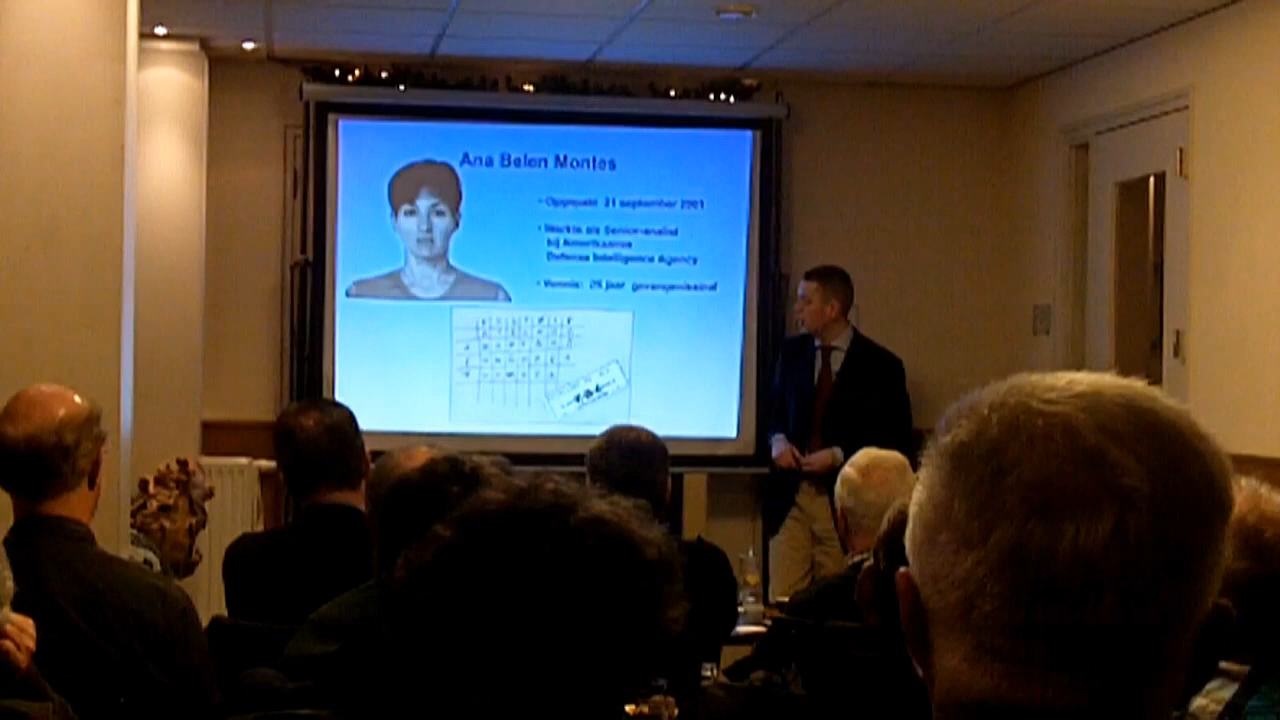 Ana Belen Montes
- Opgepakt: 21 september 2001
- Werkte als Senior-analist
bij Amerikaanse
Defense Intelligence Agency
- Vonnis: 25 jaar gevangenisstraf